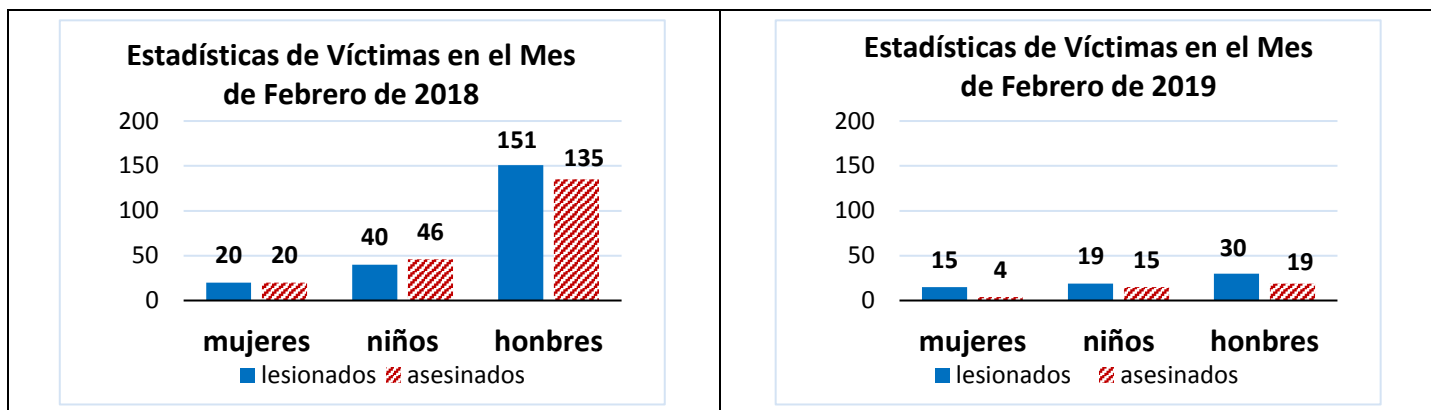 Estadísticas de Víctimas en el Mes
de Febrero de 2018
200
150
100
50
0
20 20 40 46 151 135
mujeres niños honbres
lesionados asesinados
Estadísticas de Víctimas en el Mes
de Febrero de 2019
200
150
100
50
0
15 4 19 15 30 19
mujeres niños honbres
lesionados asesinados